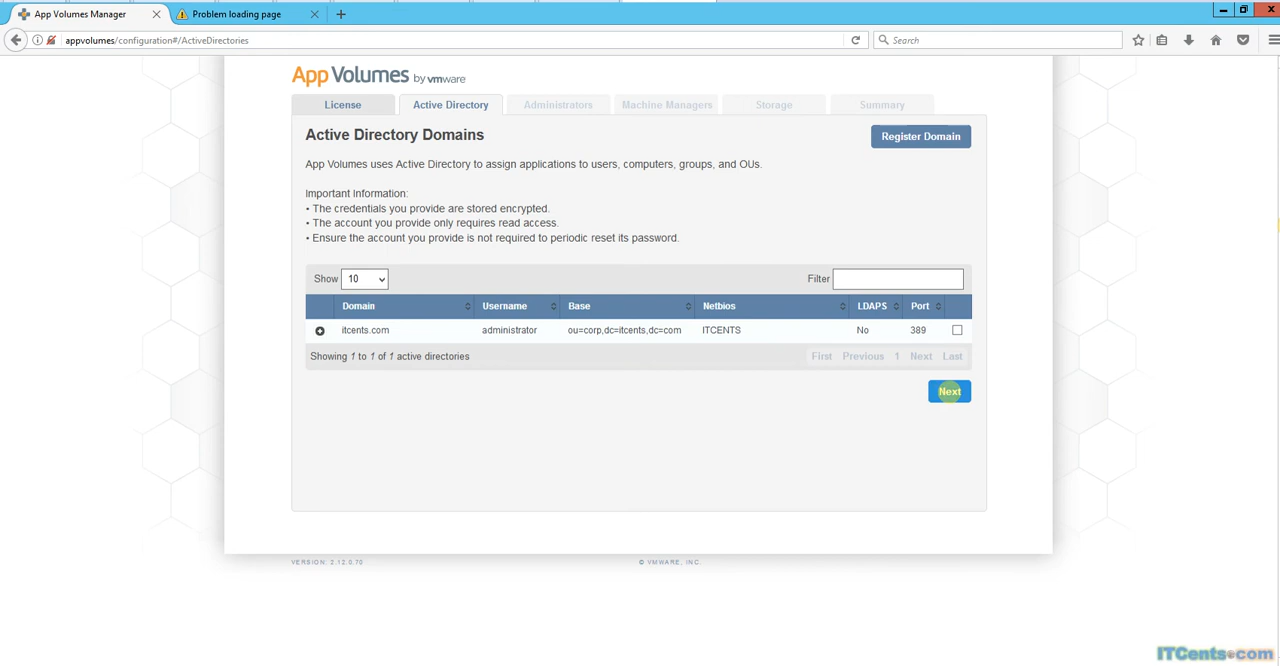 App Volumes Manager
Problem loading page
appvolumes/configuration#/ActiveDirectories
Search
App Volumes by vmware
License
Active Directory
Administrators
Machine Managers
Storage
Summary
Active Directory Domains
Register Domain
App Volumes uses Active Directory to assign applications to users, computers, groups, and OUs.
Important Information:
• The credentials you provide are stored encrypted.
• The account you provide only requires read access.
• Ensure the account you provide is not required to periodic reset its password.
Show 10
Filter
Domain Username Base Netbios LDAPS Port
itcents.com administrator ou=corp,dc=itcents,dc=com ITCENTS No 389
Showing 1 to 1 of 1 active directories
First Previous 1 Next Last
Next
VERSION: 2.12.0.70
© VMWARE, INC.
ITCents.com